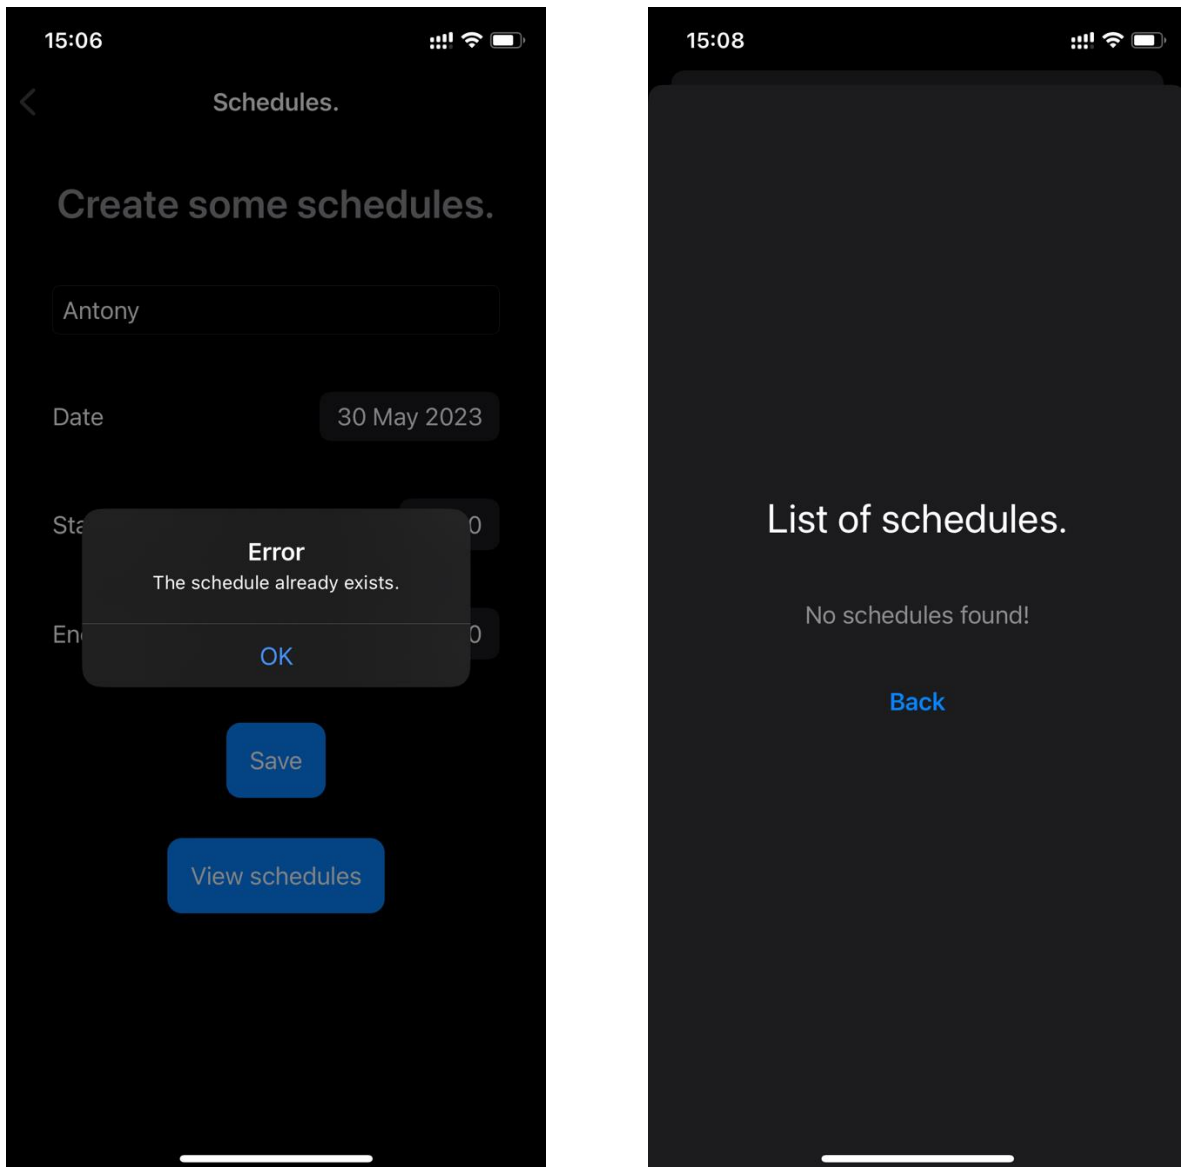 15:06
Schedules.
Create some schedules.
Antony
Date 30 May 2023
Error
The schedule already exists.
OK
Save
View schedules
15:08
List of schedules.
No schedules found!
Back